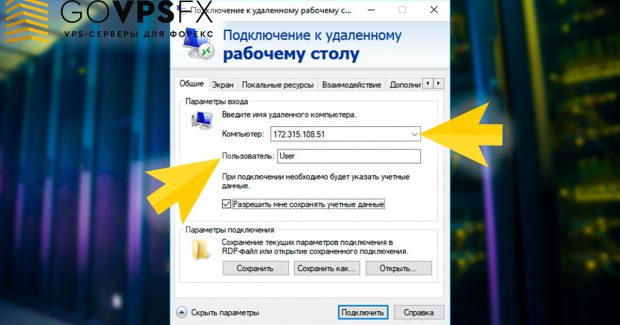 GOVPSFX
VPS-СЕРВЕРЫ ДЛЯ ФОРЕКС
Подключение к удаленному рабочему с...
Подключение к удаленному
рабочему столу
Общие Экран Локальные ресурсы Взаимодействие Дополни
Параметры входа
Введите имя удаленного компьютера.
Компьютер: 172.315.108.51
Пользователь: User
При подключении необходимо будет указать учетные
данные.
Разрешить мне сохранять учетные данные
Параметры подключения
Сохранение текущих параметров подключения в
RDP-файл или открытие сохраненного подключения.
Сохранить Сохранить как... Открыть...
Скрыть параметры Подключить Справка